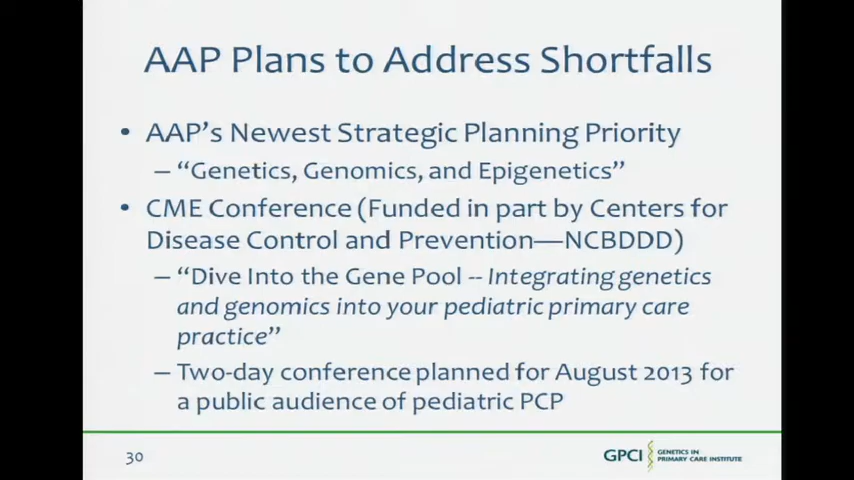 AAP Plans to Address Shortfalls
• AAP's Newest Strategic Planning Priority
– “Genetics, Genomics, and Epigenetics”
• CME Conference (Funded in part by Centers for
Disease Control and Prevention—NCBDDD)
– “Dive Into the Gene Pool -- Integrating genetics
and genomics into your pediatric primary care
practice”
– Two-day conference planned for August 2013 for
a public audience of pediatric PCP
30
GPCI
GENETICS IN
PRIMARY CARE INSTITUTE